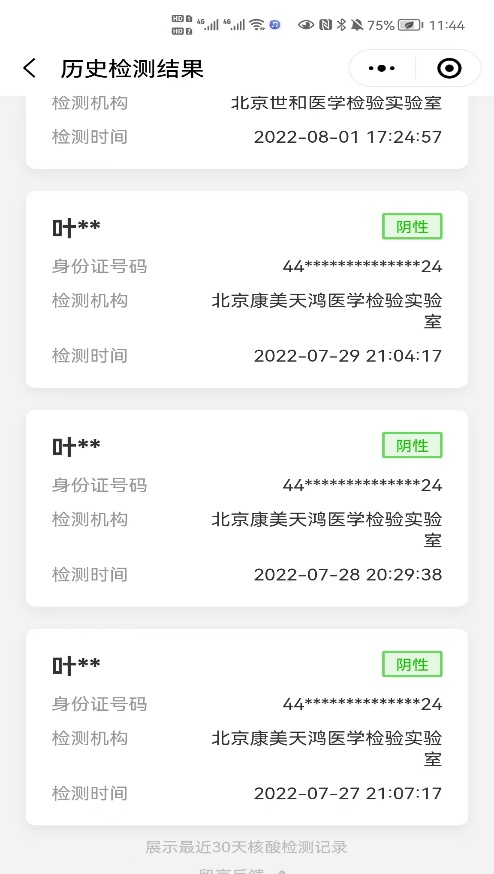 HD 1 4G 4G 75% 11:44
HD 2
历史检测结果
检测机构 北京世和医学检验实验室
检测时间 2022-08-01 17:24:57
叶** 阴性
身份证号码 44**************24
检测机构 北京康美天鸿医学检验实验
室
检测时间 2022-07-29 21:04:17
叶** 阴性
身份证号码 44**************24
检测机构 北京康美天鸿医学检验实验
室
检测时间 2022-07-28 20:29:38
叶** 阴性
身份证号码 44**************24
检测机构 北京康美天鸿医学检验实验
室
检测时间 2022-07-27 21:07:17
展示最近30天核酸检测记录